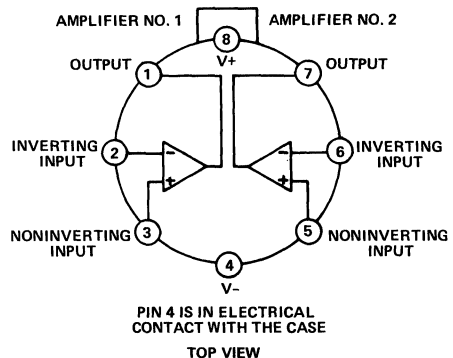 AMPLIFIER NO. 1
AMPLIFIER NO. 2
8
V+
OUTPUT
1
7
OUTPUT
INVERTING
INPUT
2
−
−
6
INVERTING
INPUT
+
+
NONINVERTING
INPUT
3
5
NONINVERTING
INPUT
4
V−
PIN 4 IS IN ELECTRICAL
CONTACT WITH THE CASE
TOP VIEW